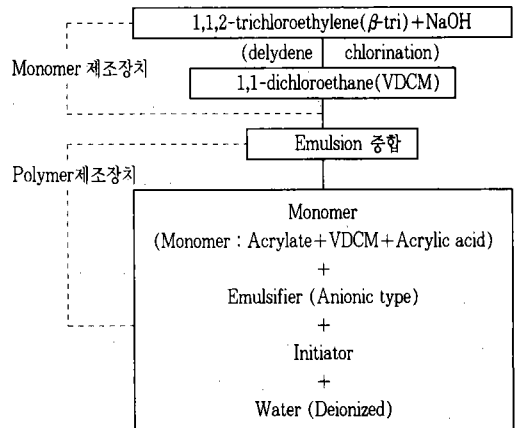 1,1,2-trichloroethylene(β-tri)+NaOH
(delydene chlorination)
Monomer 제조장치
1,1-dichloroethane(VDCM)
Emulsion 중합
Polymer제조장치
Monomer
(Monomer : Acrylate+VDCM+Acrylic acid)
+
Emulsifier (Anionic type)
+
Initiator
+
Water (Deionized)